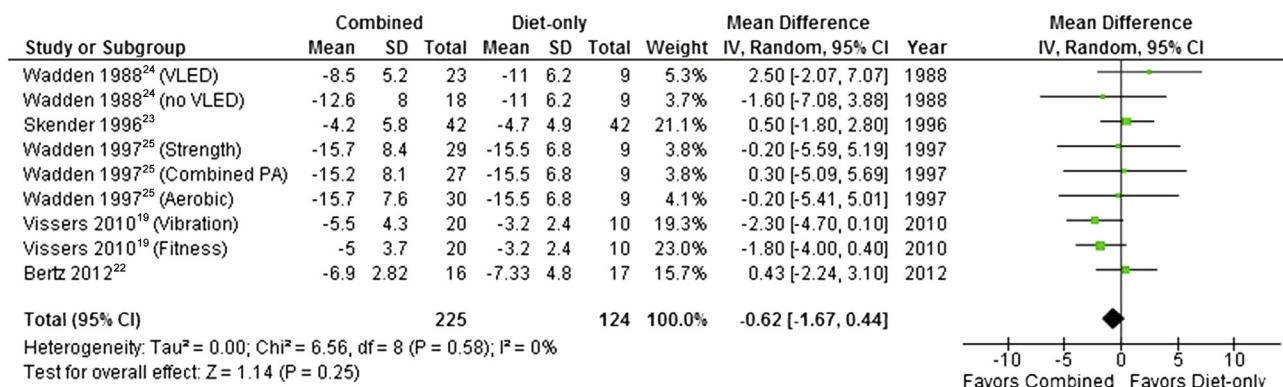 Combined Diet-only Mean Difference Mean Difference
Study or Subgroup Mean SD Total Mean SD Total Weight IV, Random, 95% CI Year IV, Random, 95% CI
Wadden 1988²⁴ (VLED) -8.5 5.2 23 -11 6.2 9 5.3% 2.50 [-2.07, 7.07] 1988
Wadden 1988²⁴ (no VLED) -12.6 8 18 -11 6.2 9 3.7% -1.60 [-7.08, 3.88] 1988
Skender 1996²³ -4.2 5.8 42 -4.7 4.9 42 21.1% 0.50 [-1.80, 2.80] 1996
Wadden 1997²⁵ (Strength) -15.7 8.4 29 -15.5 6.8 9 3.8% -0.20 [-5.59, 5.19] 1997
Wadden 1997²⁵ (Combined PA) -15.2 8.1 27 -15.5 6.8 9 3.8% 0.30 [-5.09, 5.69] 1997
Wadden 1997²⁵ (Aerobic) -15.7 7.6 30 -15.5 6.8 9 4.1% -0.20 [-5.41, 5.01] 1997
Vissers 2010¹⁹ (Vibration) -5.5 4.3 20 -3.2 2.4 10 19.3% -2.30 [-4.70, 0.10] 2010
Vissers 2010¹⁹ (Fitness) -5 3.7 20 -3.2 2.4 10 23.0% -1.80 [-4.00, 0.40] 2010
Bertz 2012²² -6.9 2.82 16 -7.33 4.8 17 15.7% 0.43 [-2.24, 3.10] 2012
Total (95% CI) 225 124 100.0% -0.62 [-1.67, 0.44]
Heterogeneity: Tau² = 0.00; Chi² = 6.56, df = 8 (P = 0.58); I² = 0%
Test for overall effect: Z = 1.14 (P = 0.25)
-10 -5 0 5 10
Favors Combined Favors Diet-only